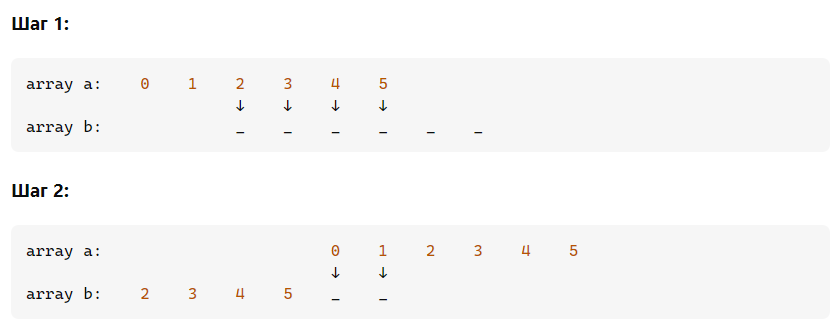 Шаг 1:
array a: 0 1 2 3 4 5
↓ ↓ ↓ ↓
array b: _ _ _ _ _ _
Шаг 2:
array a: 0 1 2 3 4 5
↓ ↓
array b: 2 3 4 5 _ _